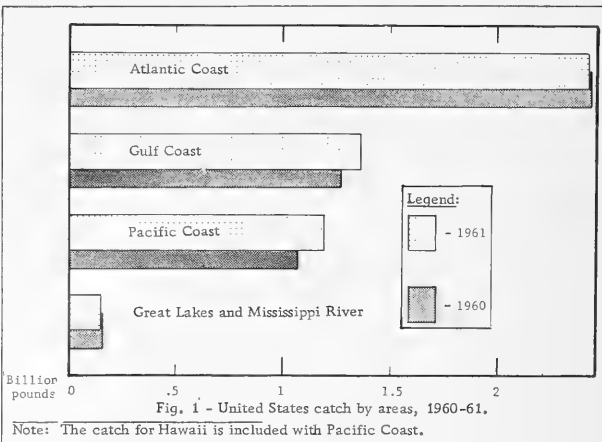 Atlantic Coast
Gulf Coast
Legend:
- 1961
Pacific Coast
- 1960
Great Lakes and Mississippi River
Billion
pounds
0 .5 1 1.5 2
Fig. 1 - United States catch by areas, 1960-61.
Note: The catch for Hawaii is included with Pacific Coast.